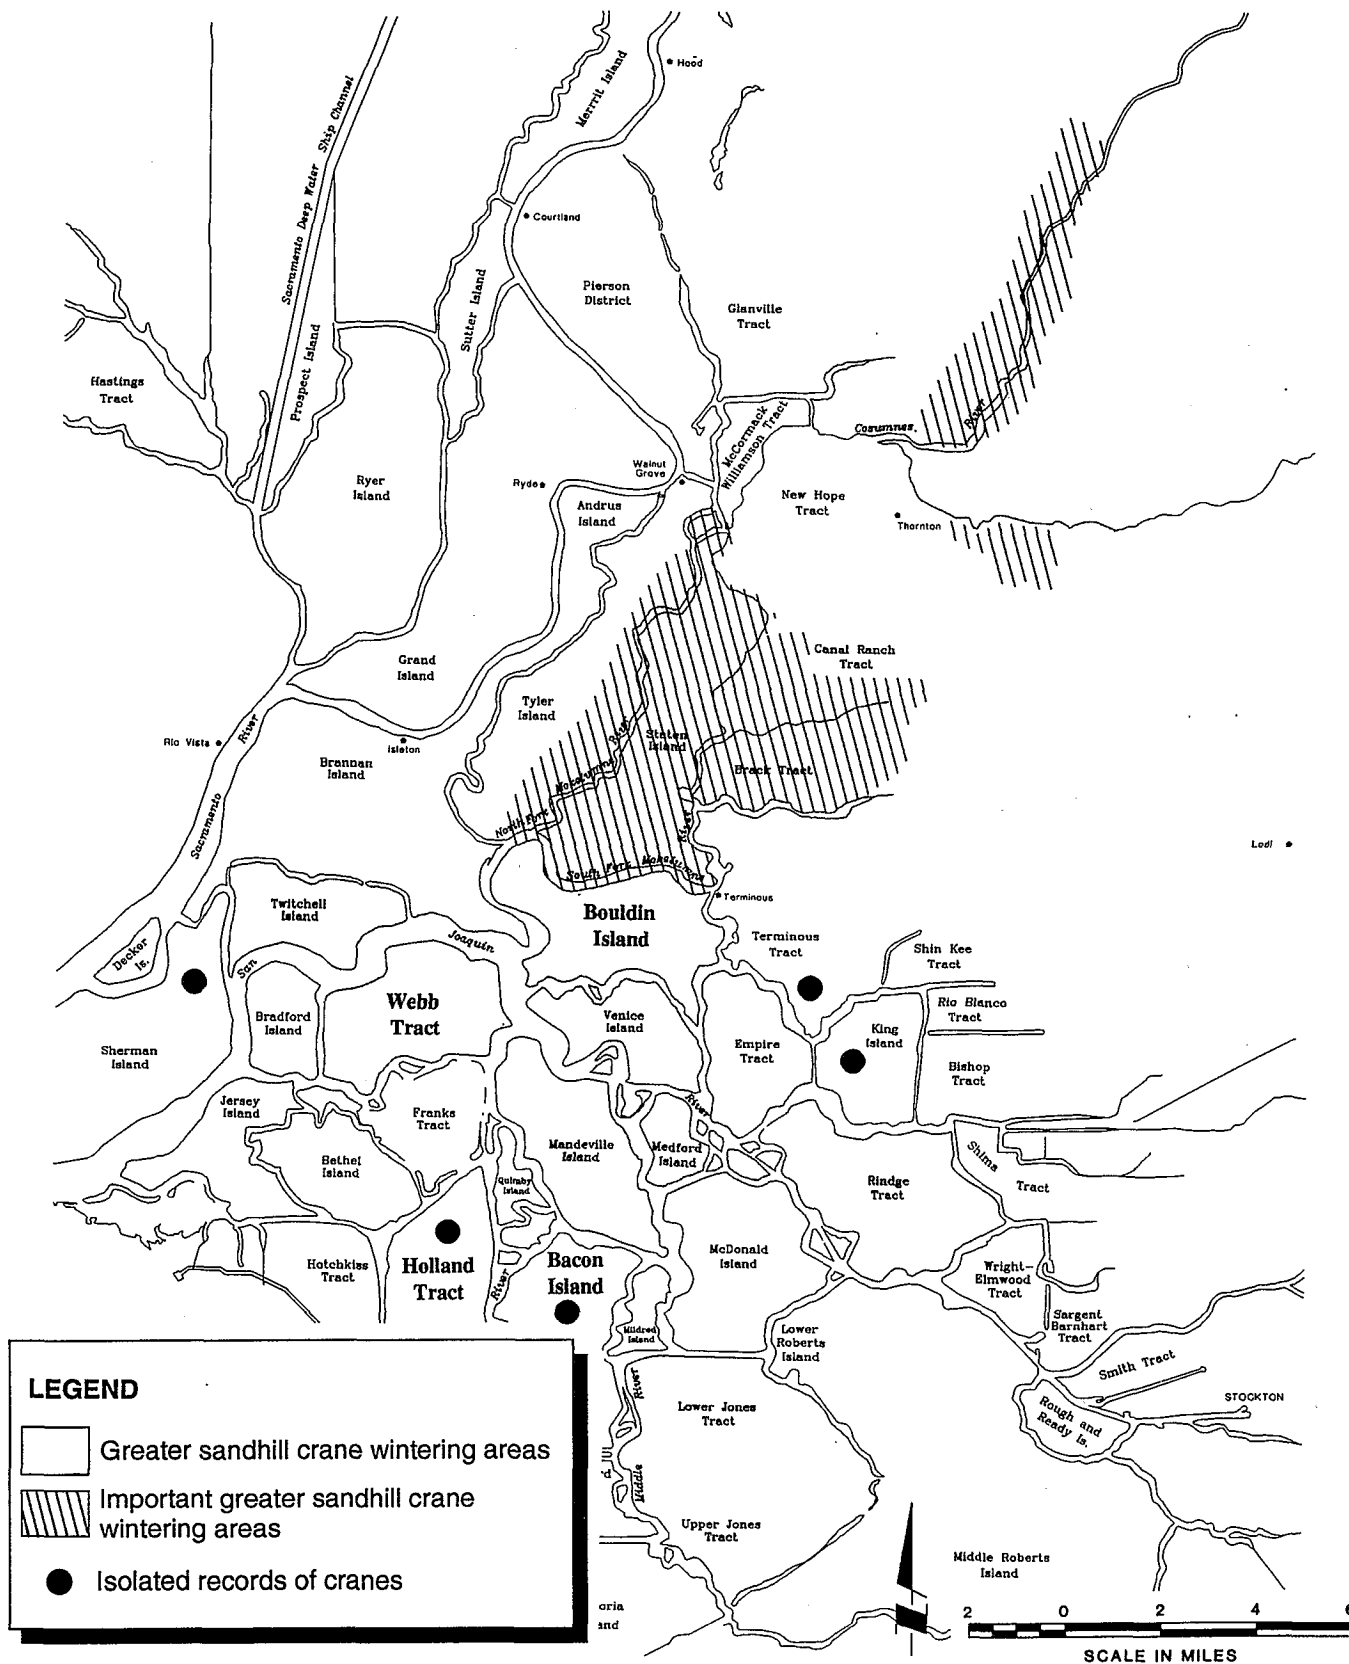 Hood
Merrrit Island
Sacramento Deep Water Ship Channel
Courtland
Pierson
District
Glanville
Tract
Sutter Island
Prospect Island
Hastings
Tract
McCormack
Williamson Tract
Cosumnes
River
Walnut
Grove
Ryer
Island
Ryde
Andrus
Island
New Hope
Tract
Thornton
Canal Ranch
Tract
Grand
Island
Tyler
Island
River
Staten
Island
Rio Vista
River
Isleton
Brannan
Island
Brack Tract
Mokelumne
North Fork
Sacramento
River
Lodi
South Fork Mokelumne
Terminous
Twitchell
Island
Bouldin
Island
Joaquin
Terminous
Tract
Shin Kee
Tract
Decker
Is.
San
Webb
Tract
Rio Blanco
Tract
Bradford
Island
Venice
Island
King
Island
Sherman
Island
Empire
Tract
Bishop
Tract
Jersey
Island
Franks
Tract
River
Mandeville
Island
Medford
Island
Shima
Tract
Bethel
Island
Quimby
Island
Rindge
Tract
McDonald
Island
Hotchkiss
Tract
Holland
Tract
River
Bacon
Island
Wright-
Elmwood
Tract
Sargent
Barnhart
Tract
Mildred
Island
Lower
Roberts
Island
Smith Tract
STOCKTON
LEGEND
River
Lower Jones
Tract
Rough and
Ready Is.
Greater sandhill crane wintering areas
d.
Middle
Important greater sandhill crane
wintering areas
Upper Jones
Tract
Middle Roberts
Island
Isolated records of cranes
oria
and
2 0 2 4 6
SCALE IN MILES